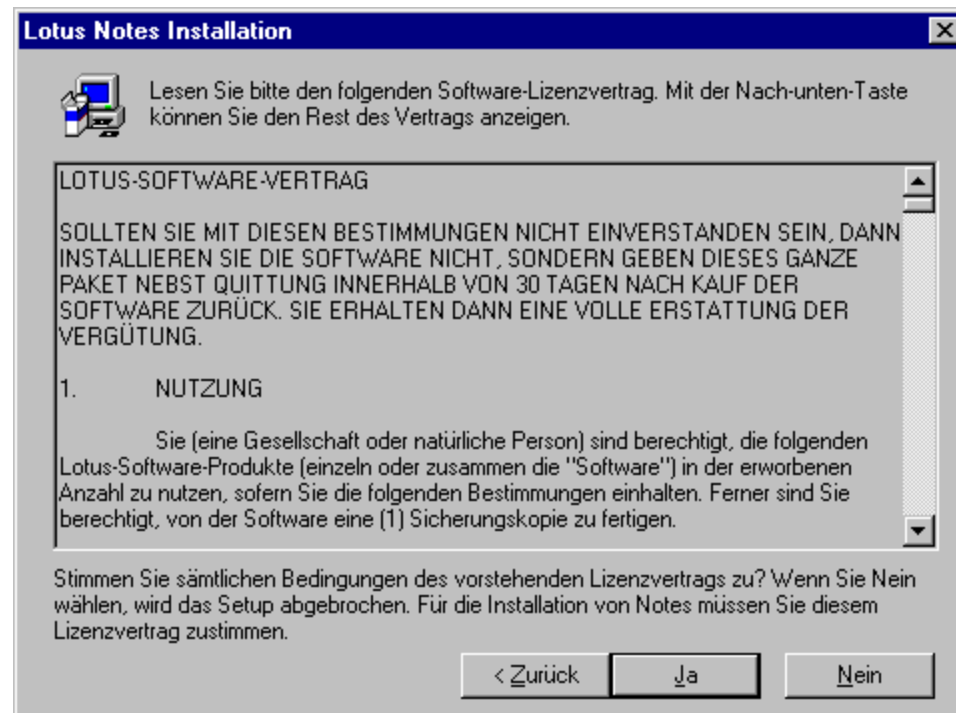 Lotus Notes Installation
Lesen Sie bitte den folgenden Software-Lizenzvertrag. Mit der Nach-unten-Taste
können Sie den Rest des Vertrags anzeigen.
LOTUS-SOFTWARE-VERTRAG
SOLLTEN SIE MIT DIESEN BESTIMMUNGEN NICHT EINVERSTANDEN SEIN, DANN
INSTALLIEREN SIE DIE SOFTWARE NICHT, SONDERN GEBEN DIESES GANZE
PAKET NEBST QUITTUNG INNERHALB VON 30 TAGEN NACH KAUF DER
SOFTWARE ZURÜCK. SIE ERHALTEN DANN EINE VOLLE ERSTATTUNG DER
VERGÜTUNG.
1. NUTZUNG
Sie (eine Gesellschaft oder natürliche Person) sind berechtigt, die folgenden
Lotus-Software-Produkte (einzeln oder zusammen die "Software") in der erworbenen
Anzahl zu nutzen, sofern Sie die folgenden Bestimmungen einhalten. Ferner sind Sie
berechtigt, von der Software eine (1) Sicherungskopie zu fertigen.
Stimmen Sie sämtlichen Bedingungen des vorstehenden Lizenzvertrags zu? Wenn Sie Nein
wählen, wird das Setup abgebrochen. Für die Installation von Notes müssen Sie diesem
Lizenzvertrag zustimmen.
< Zurück Ja Nein